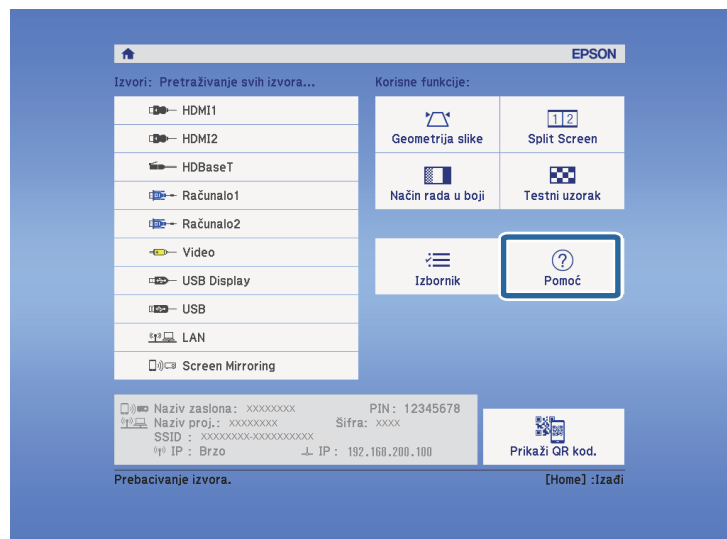 EPSON
Izvori: Pretraživanje svih izvora...
Korisne funkcije:
HDMI1
HDMI2
HDBaseT
Računalo1
Računalo2
Video
USB Display
USB
LAN
Screen Mirroring
Geometrija slike
1 2
Split Screen
Način rada u boji
Testni uzorak
Izbornik
?
Pomoć
Naziv zaslona: xxxxxxxx PIN: 12345678
Naziv proj.: xxxxxxxx Šifra: xxxx
SSID : xxxxxxxx-xxxxxxxxxx
IP : Brzo IP : 192.168.200.100
Prikaži QR kod.
Prebacivanje izvora. [Home] :Izađi